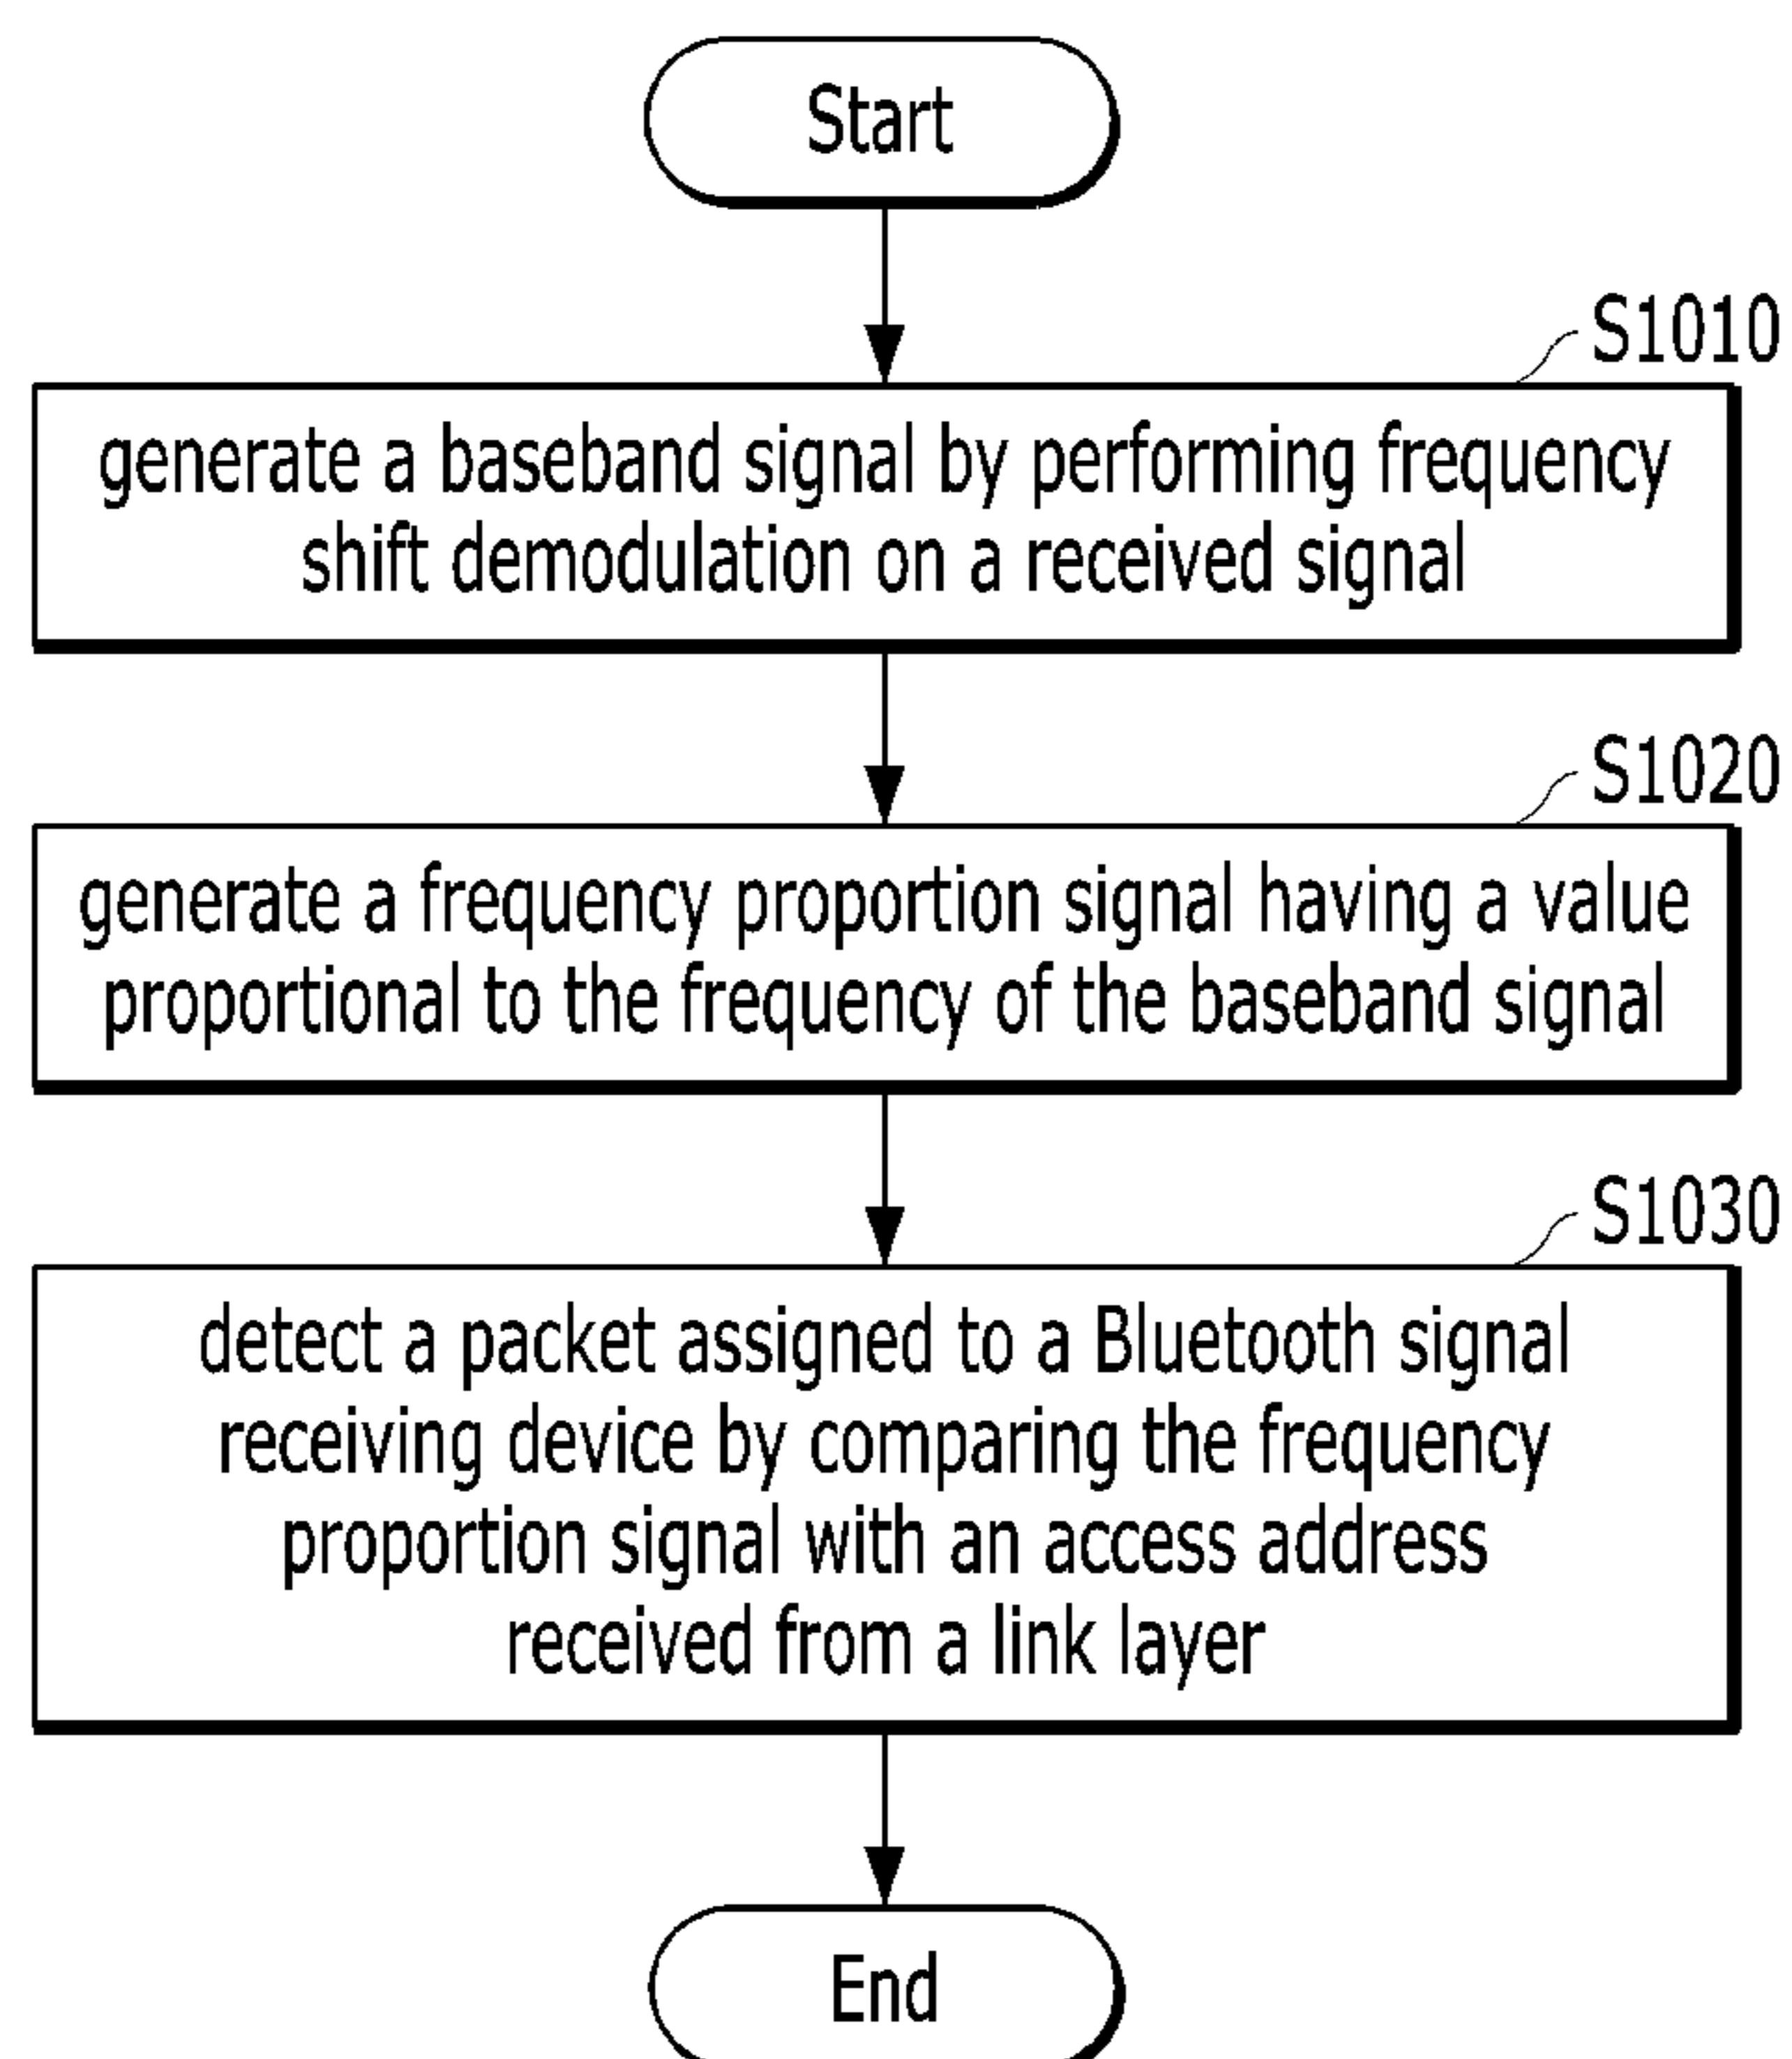 Start
S1010
generate a baseband signal by performing frequency
shift demodulation on a received signal
S1020
generate a frequency proportion signal having a value
proportional to the frequency of the baseband signal
S1030
detect a packet assigned to a Bluetooth signal
receiving device by comparing the frequency
proportion signal with an access address
received from a link layer
End